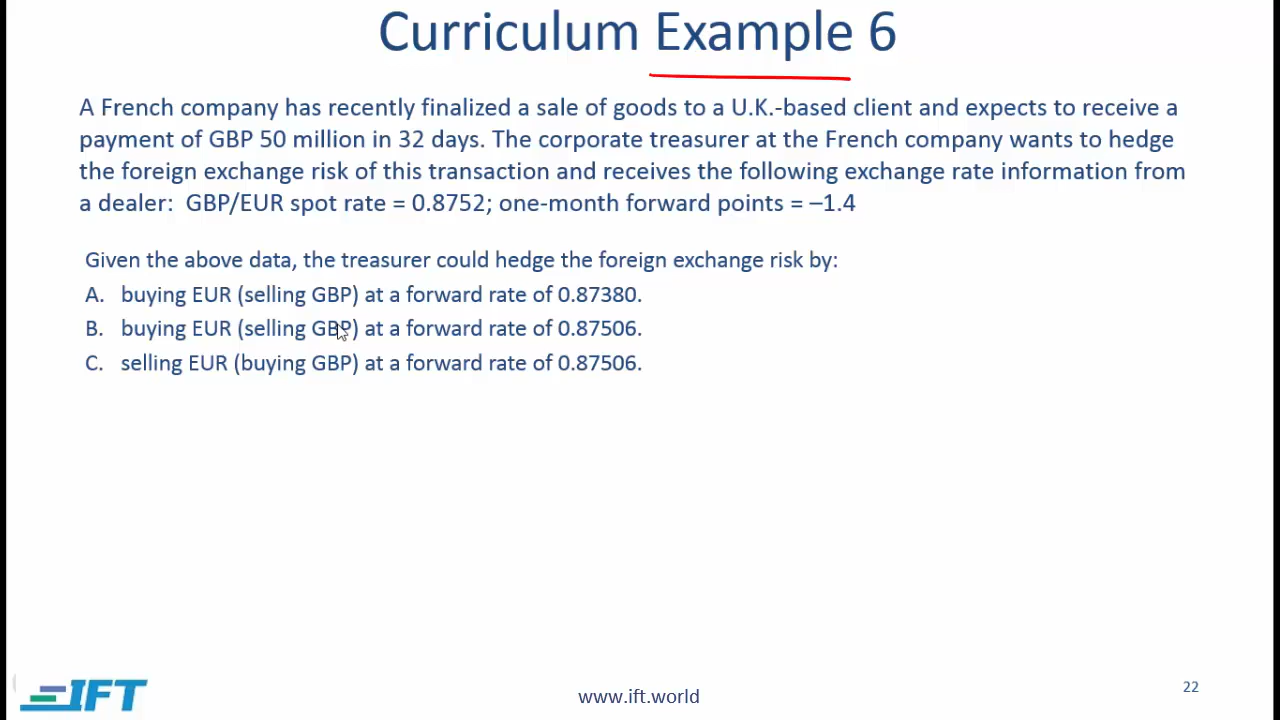 Curriculum Example 6
A French company has recently finalized a sale of goods to a U.K.-based client and expects to receive a
payment of GBP 50 million in 32 days. The corporate treasurer at the French company wants to hedge
the foreign exchange risk of this transaction and receives the following exchange rate information from
a dealer: GBP/EUR spot rate = 0.8752; one-month forward points = –1.4
Given the above data, the treasurer could hedge the foreign exchange risk by:
A. buying EUR (selling GBP) at a forward rate of 0.87380.
B. buying EUR (selling GBP) at a forward rate of 0.87506.
C. selling EUR (buying GBP) at a forward rate of 0.87506.
IFT
www.ift.world
22